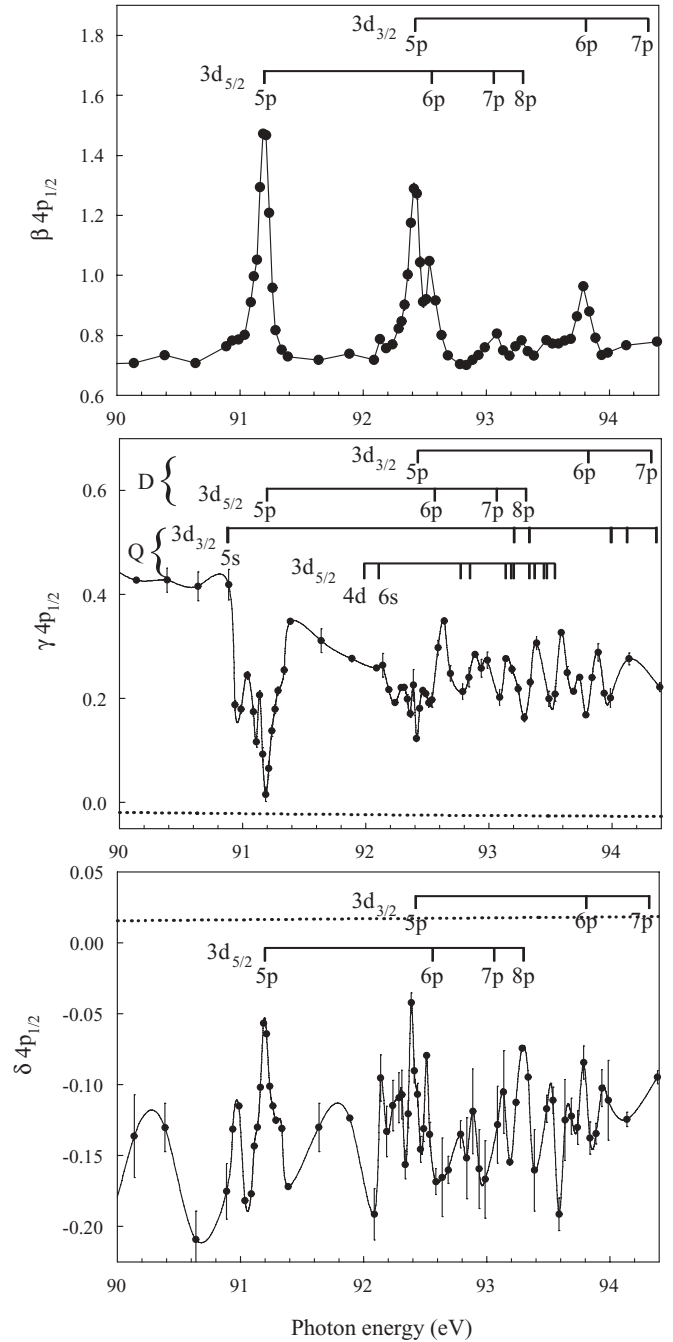 3d3/2
5p 6p 7p
3d5/2
5p 6p 7p 8p
1.8
1.6
1.4
1.2
1.0
0.8
0.6
β 4p1/2
90 91 92 93 94
D {
3d3/2
5p 6p 7p
3d5/2
5p 6p 7p 8p
Q {
3d3/2
5s
3d5/2
4d 6s
0.6
0.4
0.2
0.0
γ 4p1/2
90 91 92 93 94
3d3/2
5p 6p 7p
3d5/2
5p 6p 7p 8p
0.05
0.00
-0.05
-0.10
-0.15
-0.20
δ 4p1/2
90 91 92 93 94
Photon energy (eV)